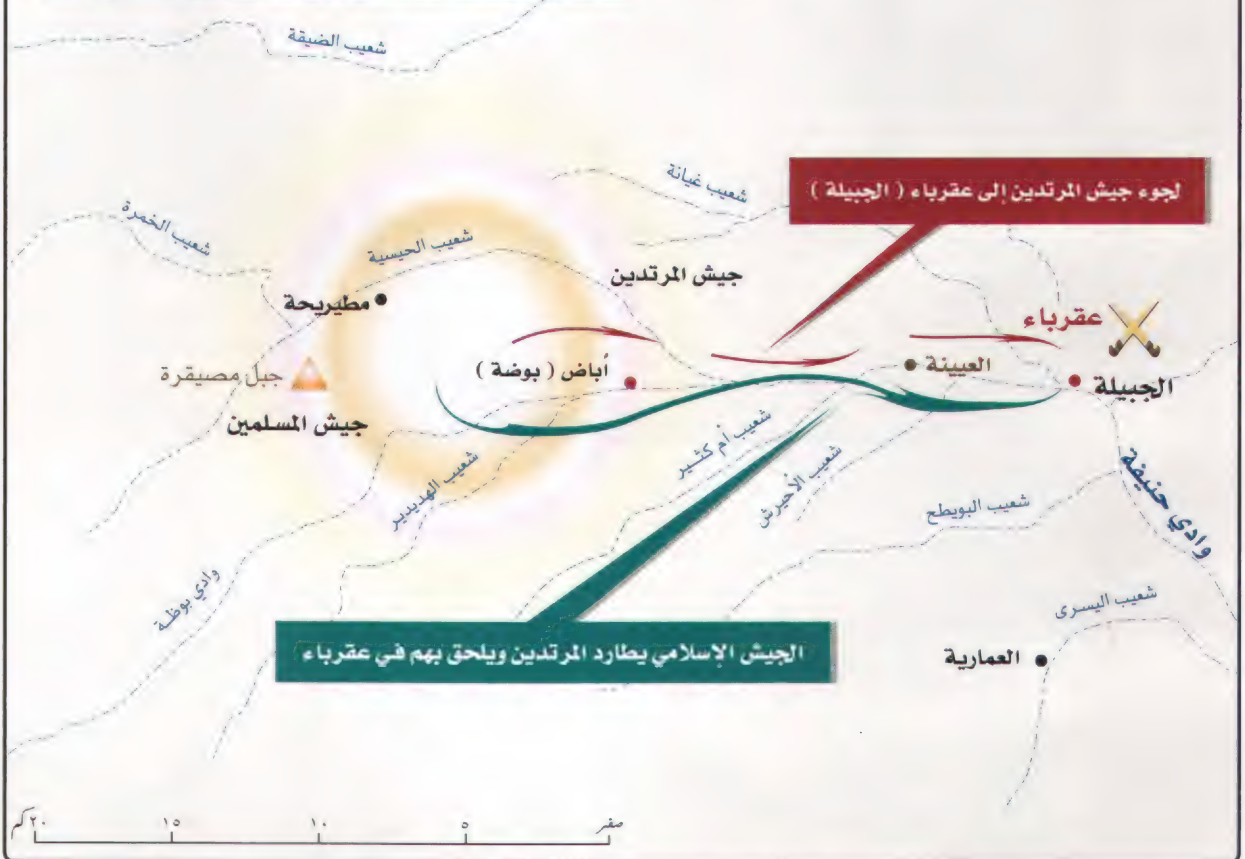 شعيب الضيقة
شعيب غيانة
لجوء جيش المرتدين إلى عقرباء ( الجبيلة )
شعيب الخمرة
شعيب الحيسية
جيش المرتدين
مطيريحة
عقرباء
العيينة
أباض ( بوضة )
جبل مصيقرة
الجبيلة
جيش المسلمين
شعيب أم كثير
شعيب الأحيرش
شعيب الهديدير
وادي حنيفة
شعيب البويطح
وادي بوظة
شعيب اليسرى
الجيش الإسلامي يطارد المرتدين ويلحق بهم في عقرباء
العمارية
صفر ٥ ١٠ ١٥ ٢٠ كم